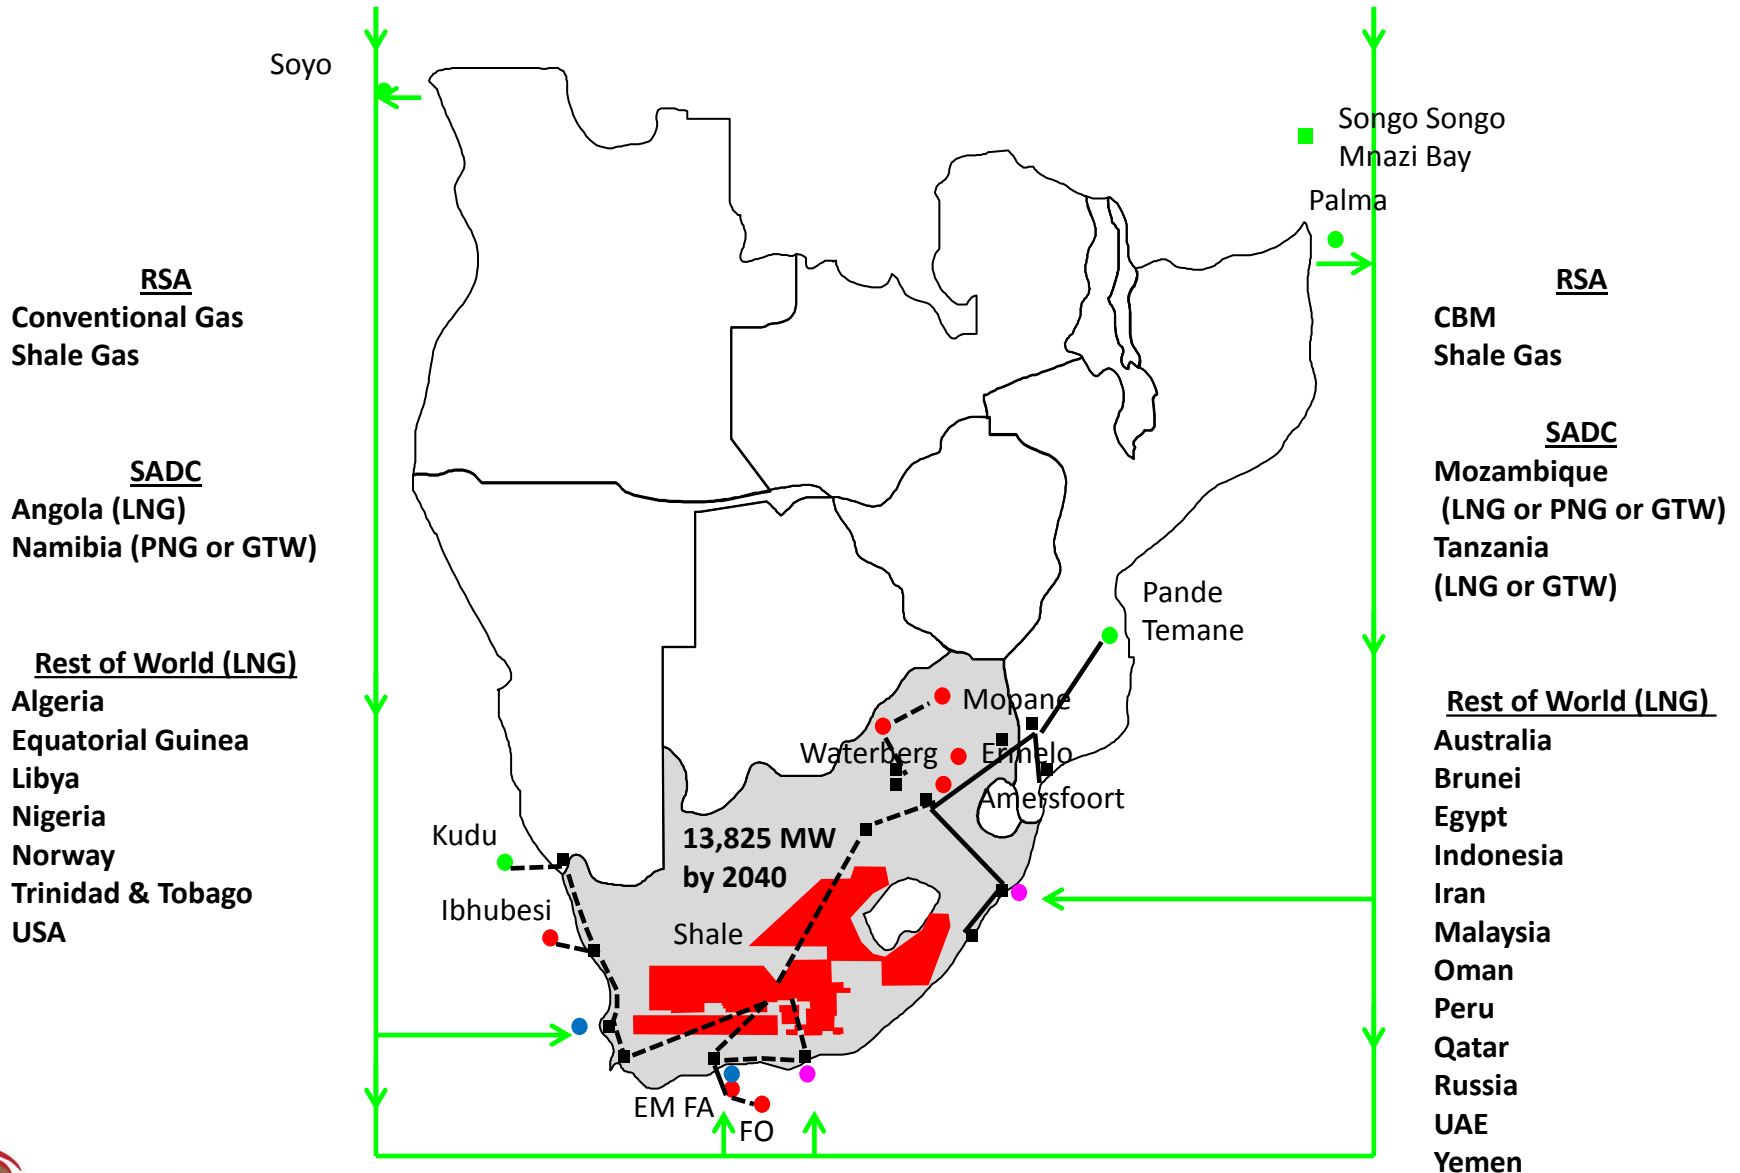 Soyo
Songo Songo
Mnazi Bay
Palma
RSA
Conventional Gas
Shale Gas
SADC
Angola (LNG)
Namibia (PNG or GTW)
Rest of World (LNG)
Algeria
Equatorial Guinea
Libya
Nigeria
Norway
Trinidad & Tobago
USA
Pande
Temane
Mopane
Waterberg
Ermelo
Amersfoort
13,825 MW
by 2040
Kudu
Ibhubesi
Shale
EM FA
FO
RSA
CBM
Shale Gas
SADC
Mozambique
(LNG or PNG or GTW)
Tanzania
(LNG or GTW)
Rest of World (LNG)
Australia
Brunei
Egypt
Indonesia
Iran
Malaysia
Oman
Peru
Qatar
Russia
UAE
Yemen